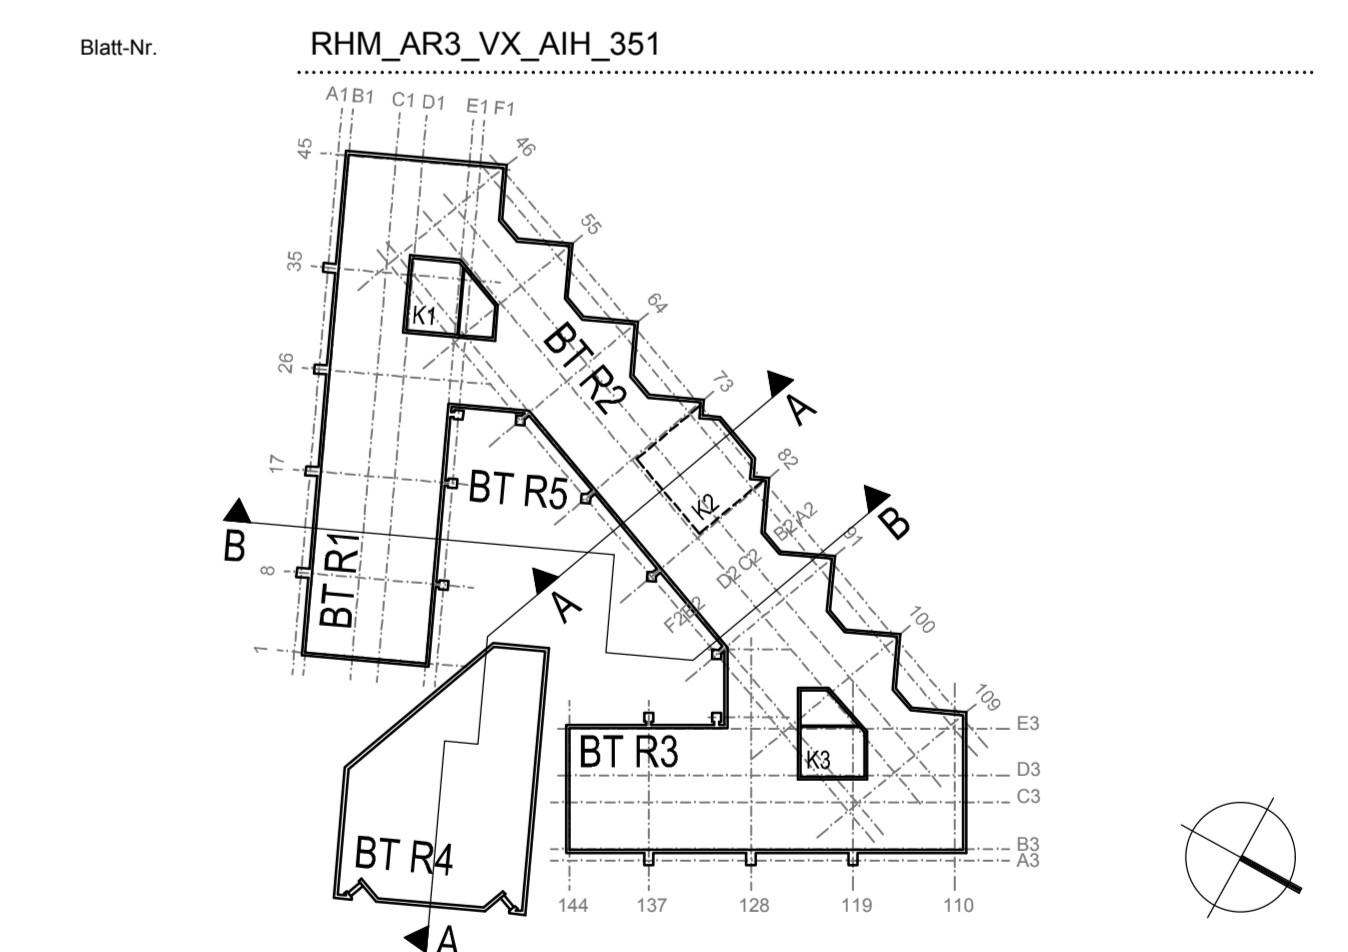 Blatt-Nr. RHM_AR3_VX_AIH_351
A1 B1 C1 D1 E1 F1
45
46
55
35
64
K1
26
BT R2
73
A
17
82
BT R5
K2
B
B2 A2
B
91
D2 C2
BT R1
8
A
F2 E2
100
1
109
E3
BT R3
K3
D3
C3
BT R4
B3
A3
144 137 128 119 110
A